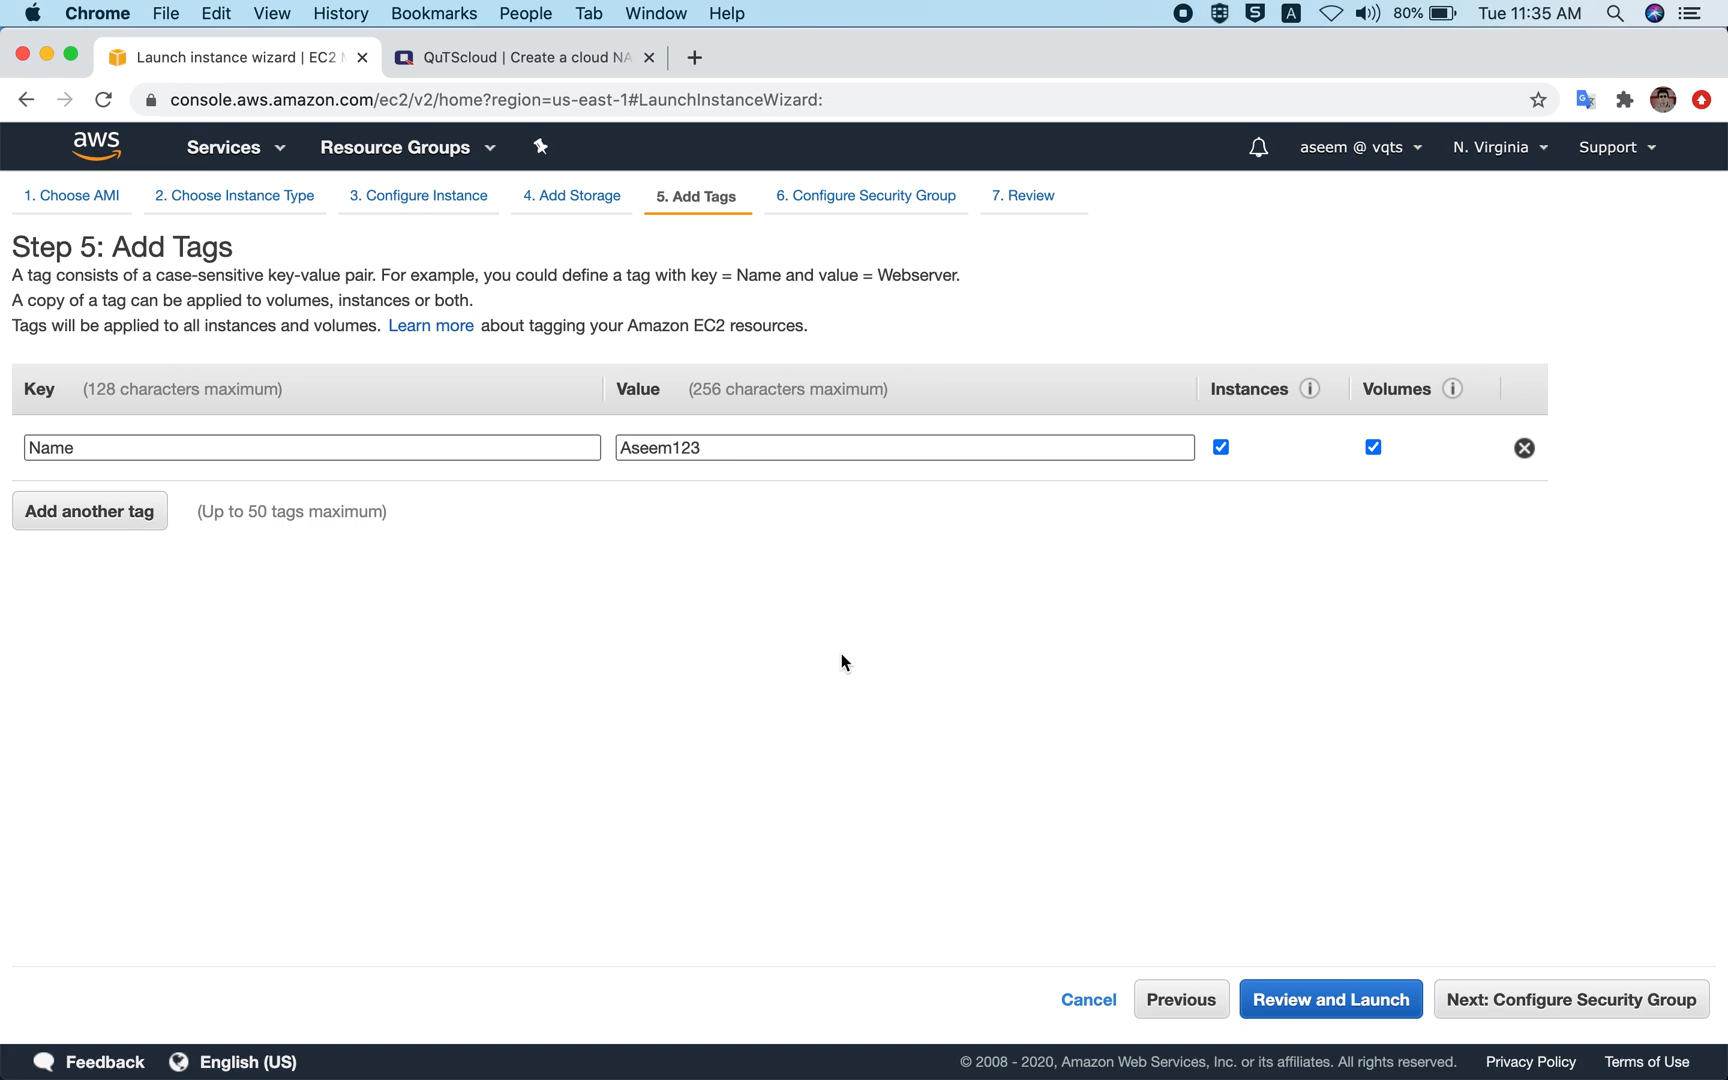 Chrome File Edit View History Bookmarks People Tab Window Help
80% Tue 11:35 AM
Launch instance wizard | EC2
QuTScloud | Create a cloud NA
console.aws.amazon.com/ec2/v2/home?region=us-east-1#LaunchInstanceWizard:
aws Services Resource Groups aseem @ vqts N. Virginia Support
1. Choose AMI 2. Choose Instance Type 3. Configure Instance 4. Add Storage 5. Add Tags 6. Configure Security Group 7. Review
Step 5: Add Tags
A tag consists of a case-sensitive key-value pair. For example, you could define a tag with key = Name and value = Webserver.
A copy of a tag can be applied to volumes, instances or both.
Tags will be applied to all instances and volumes. Learn more about tagging your Amazon EC2 resources.
Key (128 characters maximum) Value (256 characters maximum) Instances Volumes
Name Aseem123
Add another tag (Up to 50 tags maximum)
Cancel Previous Review and Launch Next: Configure Security Group
Feedback English (US) © 2008 - 2020, Amazon Web Services, Inc. or its affiliates. All rights reserved. Privacy Policy Terms of Use